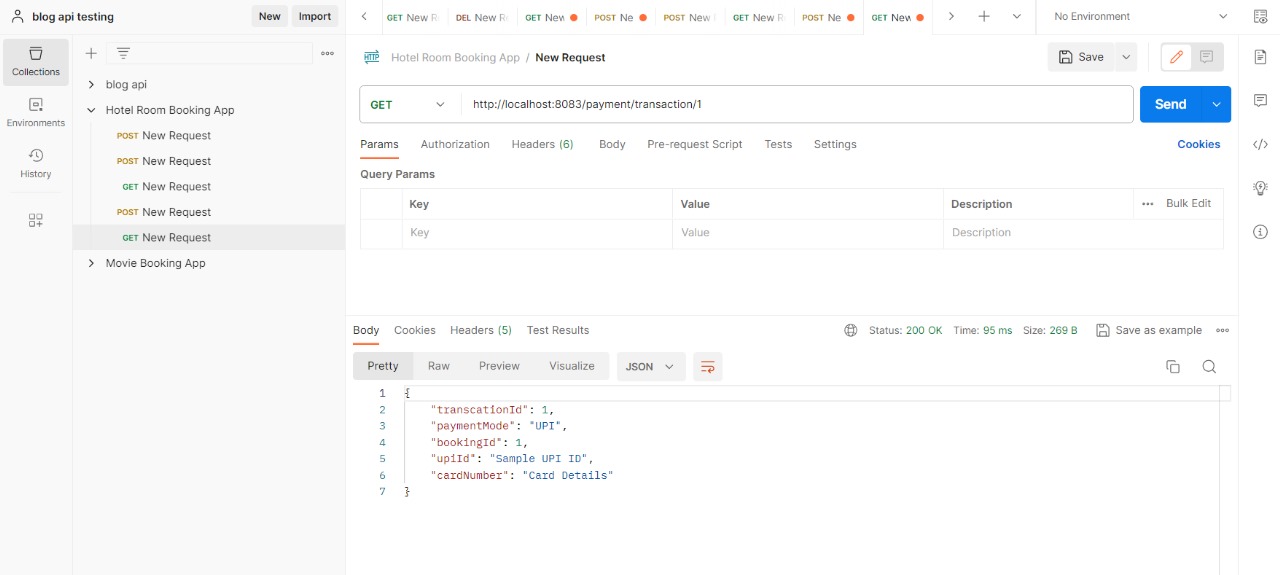 blog api testing
New
Import
GET New R
DEL New R
GET New
POST Ne
POST New
GET New R
POST Ne
GET New
No Environment
Collections
Environments
History
blog api
Hotel Room Booking App
POST New Request
POST New Request
GET New Request
POST New Request
GET New Request
Movie Booking App
HTTP
Hotel Room Booking App / New Request
Save
GET
http://localhost:8083/payment/transaction/1
Send
Params
Authorization
Headers (6)
Body
Pre-request Script
Tests
Settings
Cookies
Query Params
Key
Value
Description
Bulk Edit
Key
Value
Description
Body
Cookies
Headers (5)
Test Results
Status: 200 OK
Time: 95 ms
Size: 269 B
Save as example
Pretty
Raw
Preview
Visualize
JSON
1 {
2 "transcationId": 1,
3 "paymentMode": "UPI",
4 "bookingId": 1,
5 "upiId": "Sample UPI ID",
6 "cardNumber": "Card Details"
7 }